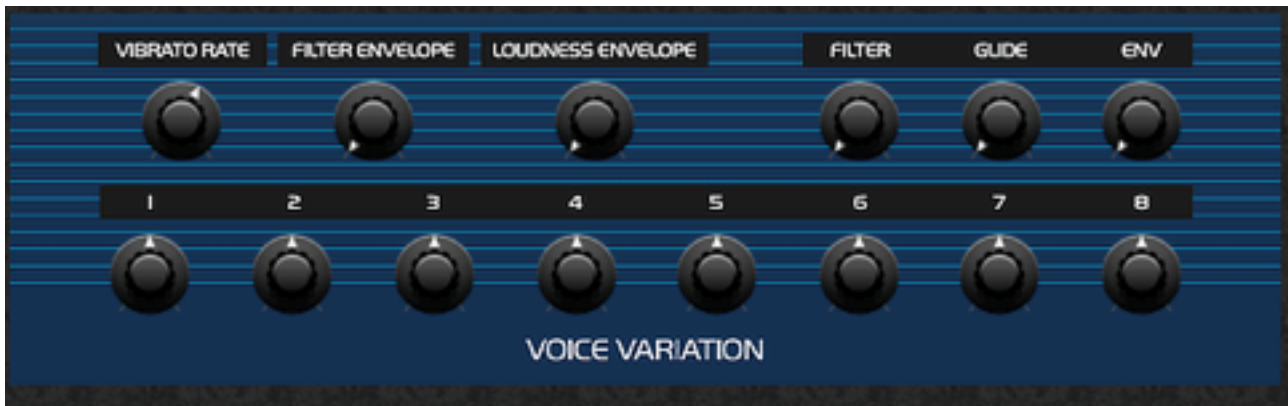 VIBRATO RATE FILTER ENVELOPE LOUDNESS ENVELOPE FILTER GLIDE ENV
1 2 3 4 5 6 7 8
VOICE VARIATION